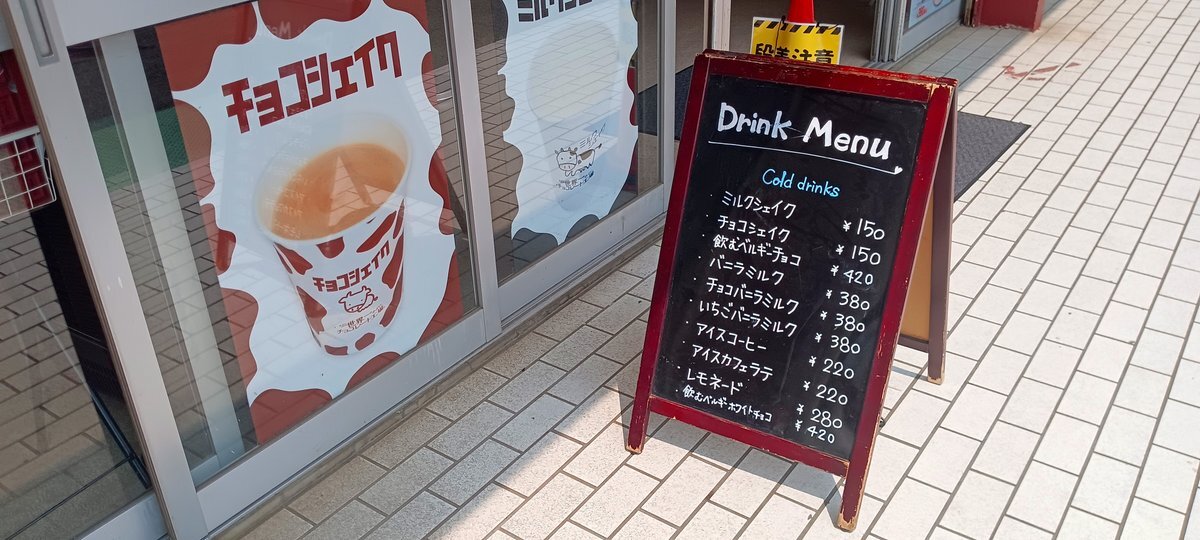 チョコシェイク
チョコシェイク
世界
ミルク
段差注意
Drink Menu
Cold drinks
・ミルクシェイク ¥150
・チョコシェイク ¥150
・飲むベルギーチョコ ¥420
・バニラミルク ¥380
・チョコバニラミルク ¥380
・いちごバニラミルク ¥380
・アイスコーヒー ¥220
・アイスカフェラテ ¥220
・レモネード ¥280
・飲むベルギーホワイトチョコ ¥420